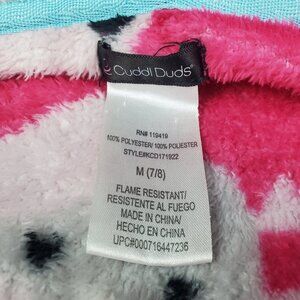 Cuddl Duds®
RN# 119419
100% POLYESTER/ 100% POLIESTER
STYLE#KCD171922
M (7/8)
FLAME RESISTANT/
RESISTENTE AL FUEGO
MADE IN CHINA/
HECHO EN CHINA
UPC#000716447236